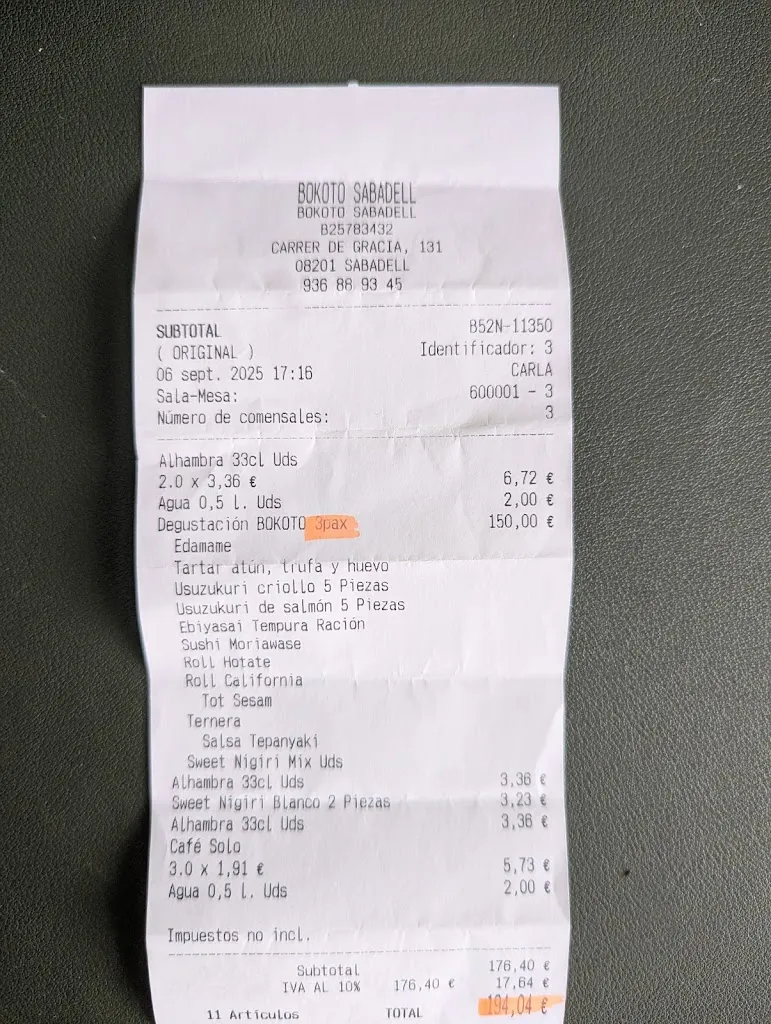 BOKOTO SABADELL
BOKOTO SABADELL
B25783432
CARRER DE GRACIA, 131
08201 SABADELL
936 88 93 45
SUBTOTAL B52N-11350
( ORIGINAL ) Identificador: 3
06 sept. 2025 17:16 CARLA
Sala-Mesa: 600001 - 3
Número de comensales: 3
Alhambra 33cl Uds
2.0 x 3,36 € 6,72 €
Agua 0,5 l. Uds 2,00 €
Degustación BOKOTO 3pax 150,00 €
Edamame
Tartar atún, trufa y huevo
Usuzukuri criollo 5 Piezas
Usuzukuri de salmón 5 Piezas
Ebiyasai Tempura Ración
Sushi Moriawase
Roll Hotate
Roll California
Tot Sesam
Ternera
Salsa Tepanyaki
Sweet Nigiri Mix Uds
Alhambra 33cl Uds 3,36 €
Sweet Nigiri Blanco 2 Piezas 3,23 €
Alhambra 33cl Uds 3,36 €
Café Solo
3.0 x 1,91 € 5,73 €
Agua 0,5 l. Uds 2,00 €
Impuestos no incl.
Subtotal 176,40 €
IVA AL 10% 176,40 € 17,64 €
11 Artículos TOTAL 194,04 €